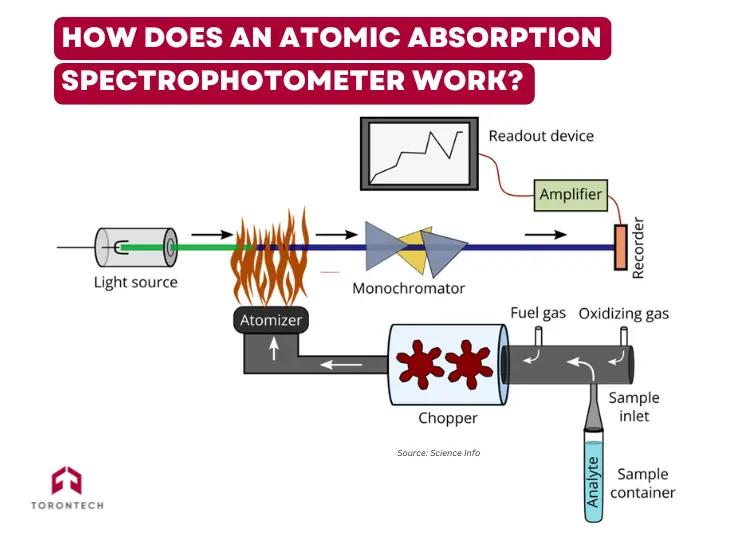 HOW DOES AN ATOMIC ABSORPTION
SPECTROPHOTOMETER WORK?
Readout device
Amplifier
Recorder
Light source
Monochromator
Atomizer
Fuel gas
Oxidizing gas
Chopper
Sample
inlet
Source: Science Info
Analyte
Sample
container
TORONTECH